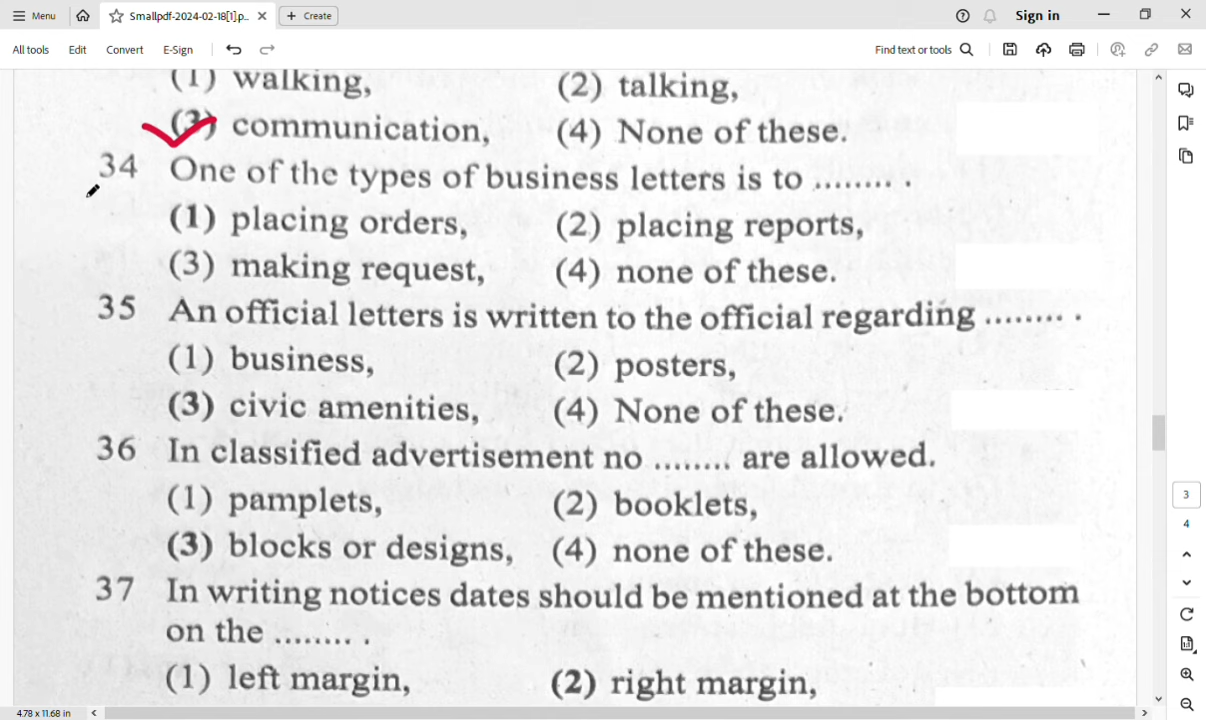 Menu
Smallpdf-2024-02-18[1].p...
+ Create
Sign in
All tools Edit Convert E-Sign
Find text or tools
(1) walking, (2) talking,
(3) communication, (4) None of these.
34 One of the types of business letters is to ........ .
(1) placing orders, (2) placing reports,
(3) making request, (4) none of these.
35 An official letters is written to the official regarding ........ .
(1) business, (2) posters,
(3) civic amenities, (4) None of these.
36 In classified advertisement no ........ are allowed.
(1) pamplets, (2) booklets,
(3) blocks or designs, (4) none of these.
37 In writing notices dates should be mentioned at the bottom
on the ........ .
(1) left margin, (2) right margin,
3
4
4.78 x 11.68 in